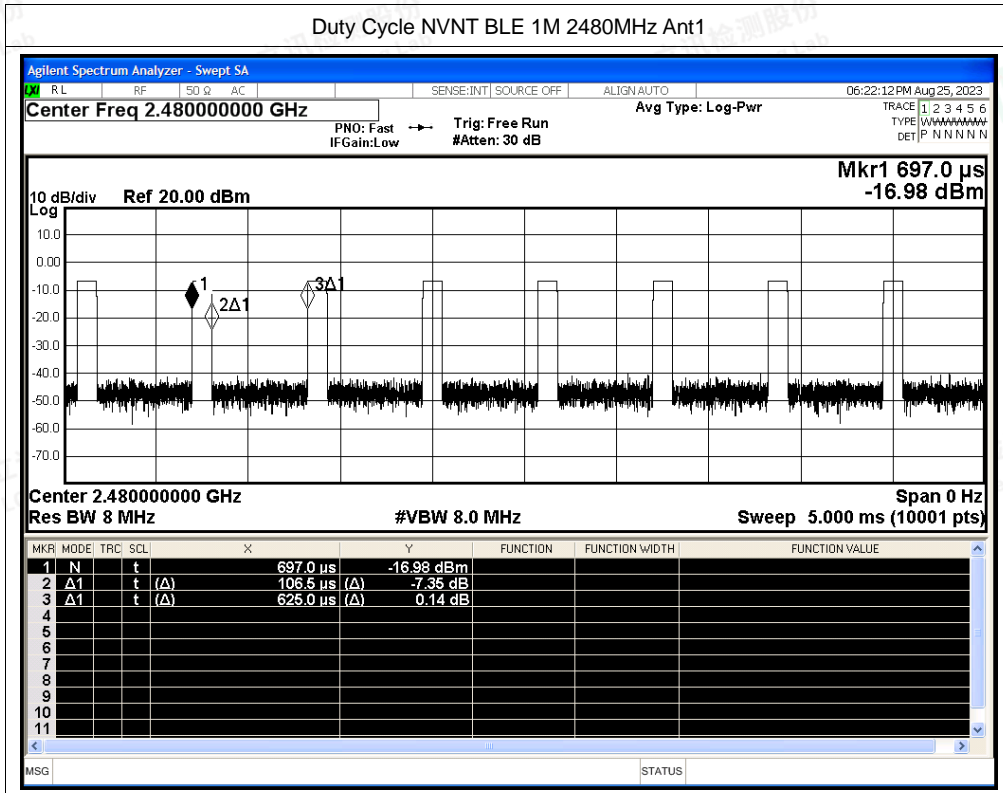 Duty Cycle NVNT BLE 1M 2480MHz Ant1
Agilent Spectrum Analyzer - Swept SA
LXI RL RF 50 Ω AC SENSE:INT SOURCE OFF ALIGN AUTO 06:22:12 PM Aug 25, 2023
Center Freq 2.480000000 GHz
Avg Type: Log-Pwr
TRACE 1 2 3 4 5 6
TYPE
DET P N N N N N
PNO: Fast
IFGain:Low
Trig: Free Run
#Atten: 30 dB
Mkr1 697.0 µs
-16.98 dBm
10 dB/div Ref 20.00 dBm
Log
10.0
0.00
-10.0
-20.0
-30.0
-40.0
-50.0
-60.0
-70.0
1
2Δ1
3Δ1
Center 2.480000000 GHz Span 0 Hz
Res BW 8 MHz #VBW 8.0 MHz Sweep 5.000 ms (10001 pts)
MKR MODE TRC SCL X Y FUNCTION FUNCTION WIDTH FUNCTION VALUE
1 N t 697.0 µs -16.98 dBm
2 Δ1 t (Δ) 106.5 µs (Δ) -7.35 dB
3 Δ1 t (Δ) 625.0 µs (Δ) 0.14 dB
4
5
6
7
8
9
10
11
MSG STATUS